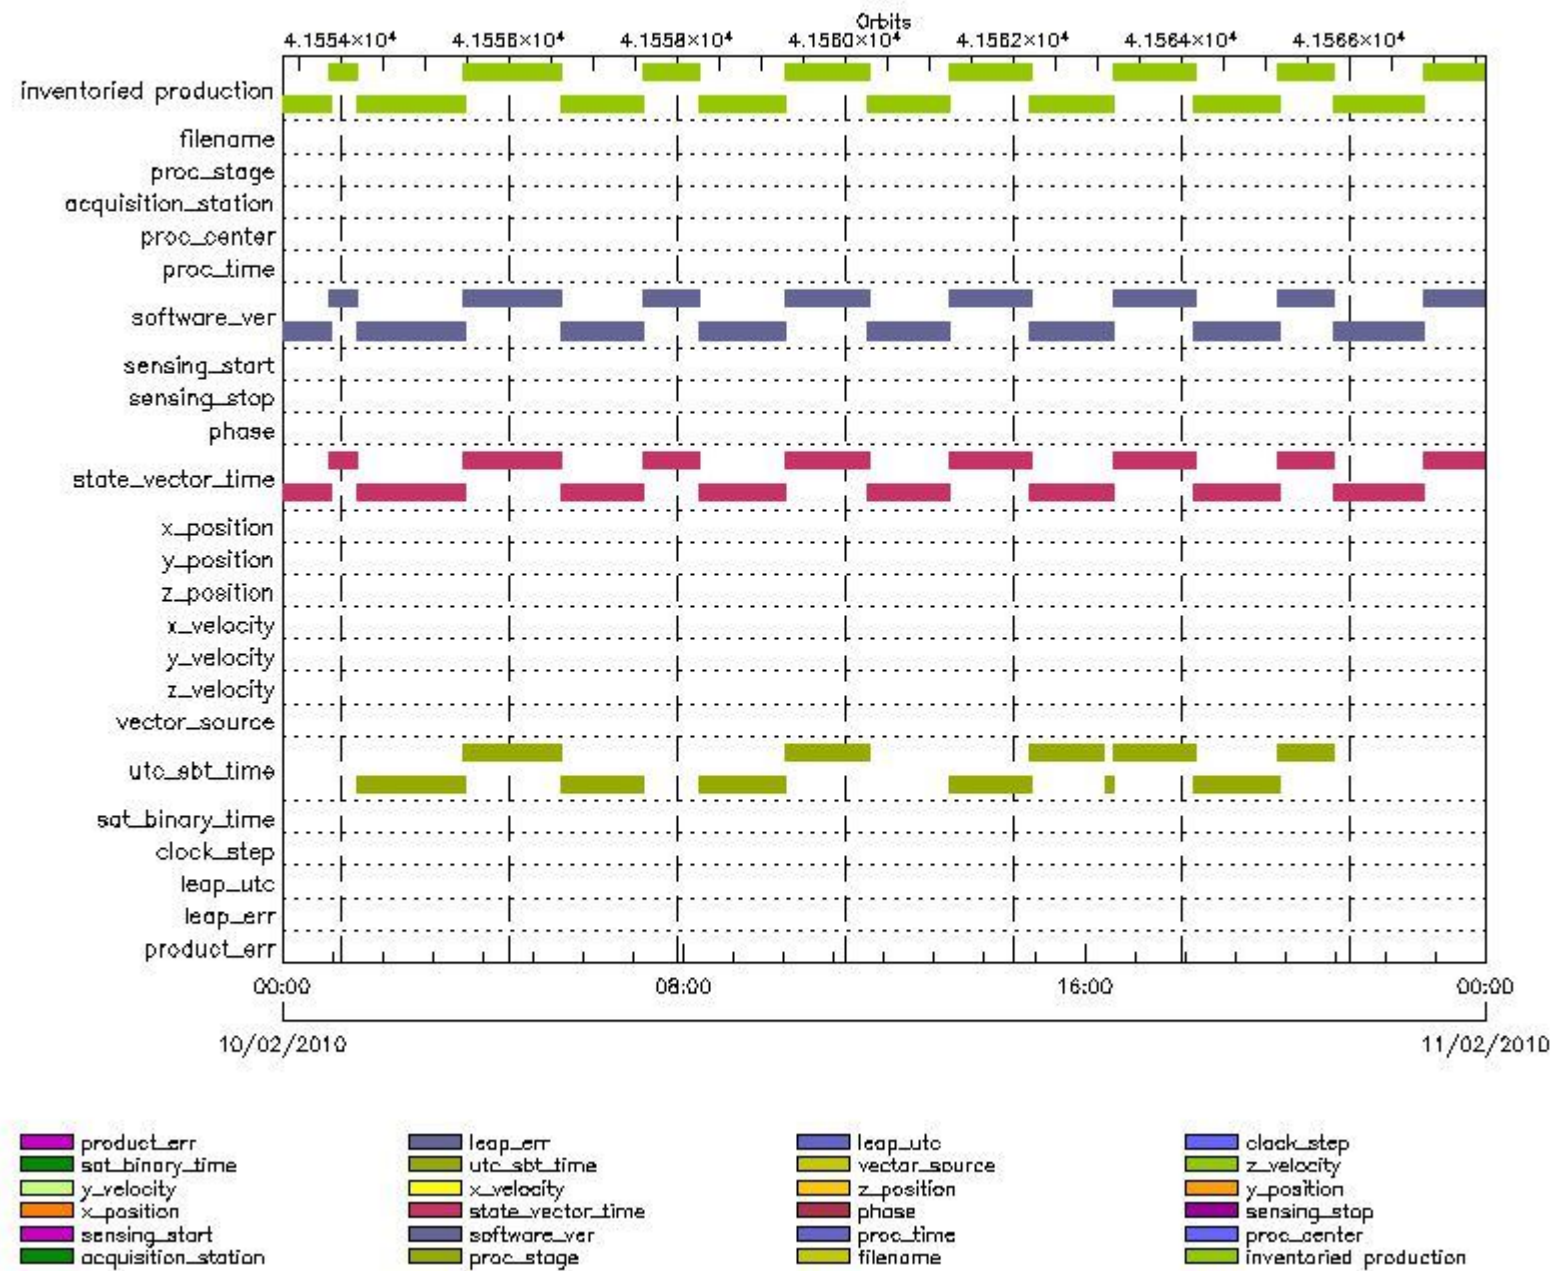 Orbits
4.1554×10⁴ 4.1556×10⁴ 4.1558×10⁴ 4.1560×10⁴ 4.1562×10⁴ 4.1564×10⁴ 4.1566×10⁴
inventoried production
filename
proc_stage
acquisition_station
proc_center
proc_time
software_ver
sensing_start
sensing_stop
phase
state_vector_time
x_position
y_position
z_position
x_velocity
y_velocity
z_velocity
vector_source
utc_sbt_time
sat_binary_time
clock_step
leap_utc
leap_err
product_err
00:00 08:00 16:00 00:00
10/02/2010 11/02/2010
product_err leap_err leap_utc clock_step
sat_binary_time utc_sbt_time vector_source z_velocity
y_velocity x_velocity z_position y_position
x_position state_vector_time phase sensing_stop
sensing_start software_ver proc_time proc_center
acquisition_station proc_stage filename inventoried production